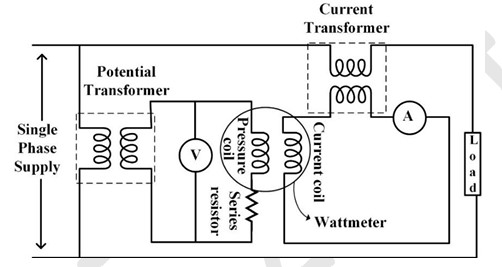 Current
Transformer
Potential
Transformer
Single
Phase
Supply
V
Pressure
coil
Series
resistor
Current coil
A
Load
Wattmeter